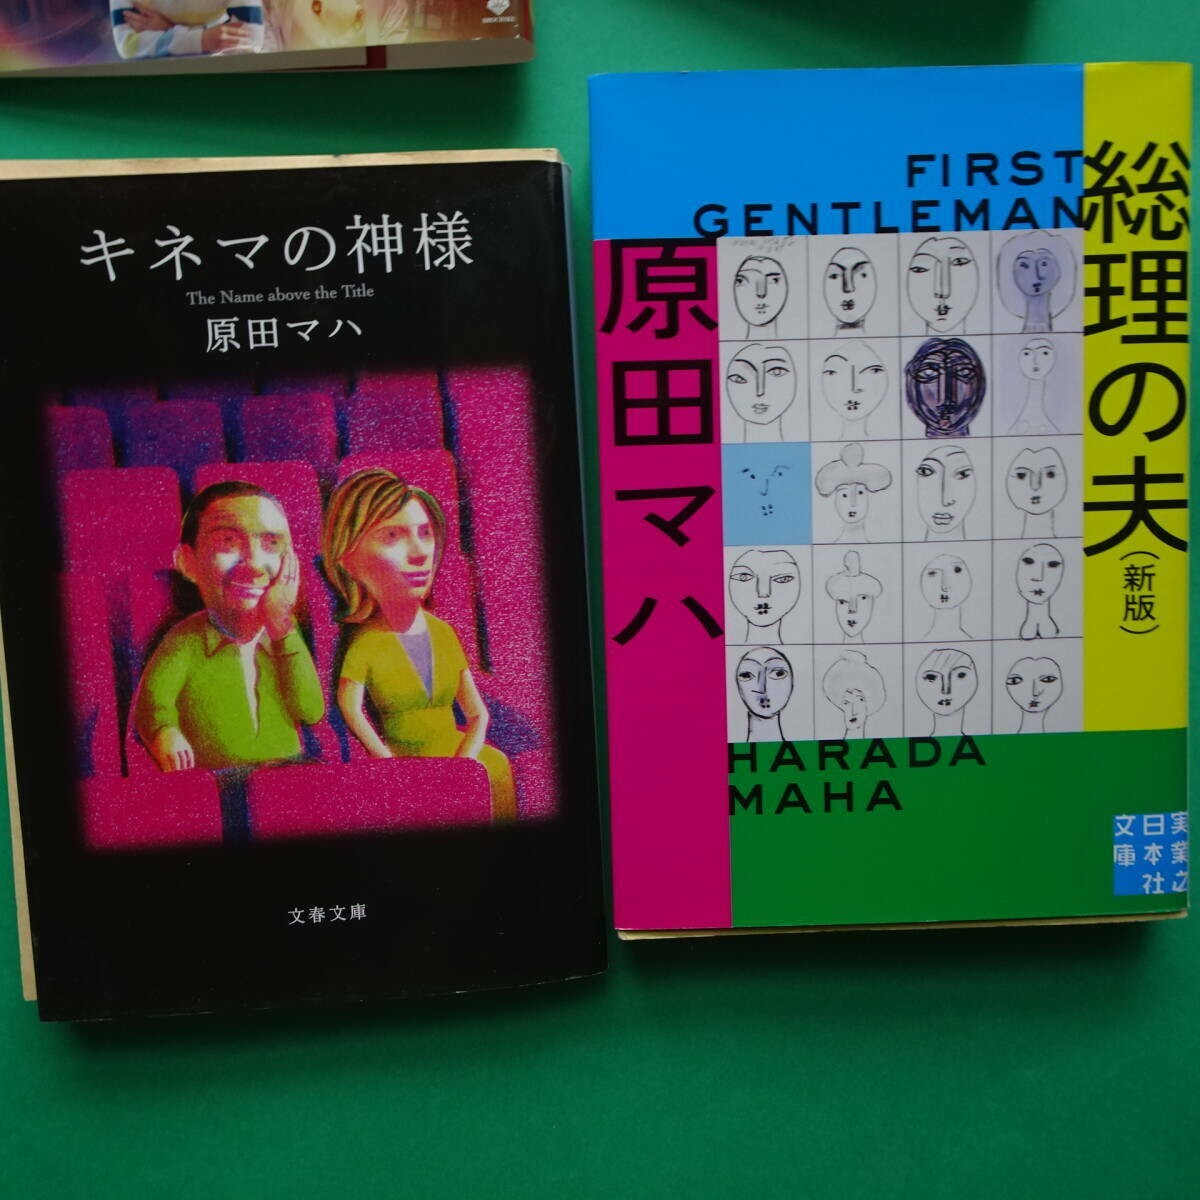 キネマの神様
The Name above the Title
原田マハ
文春文庫
FIRST
GENTLEMAN
総理の夫
(新版)
原田マハ
HARADA
MAHA
実業之
日本社
文庫